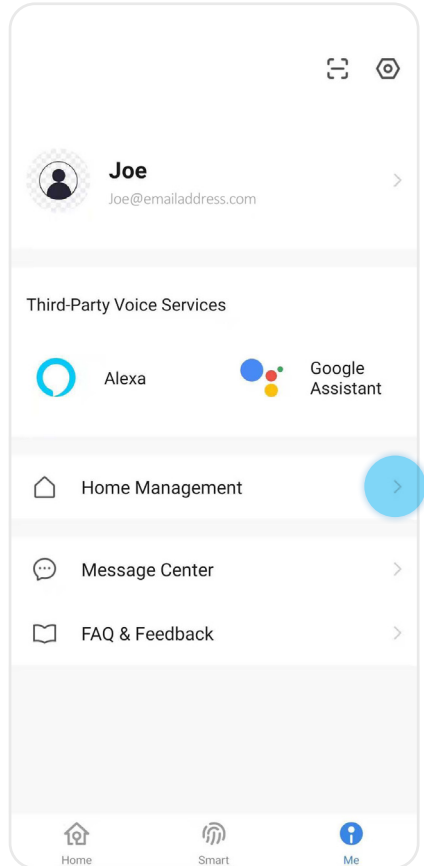 Joe
Joe@emailaddress.com
Third-Party Voice Services
Alexa
Google
Assistant
Home Management
Message Center
FAQ & Feedback
Home
Smart
Me